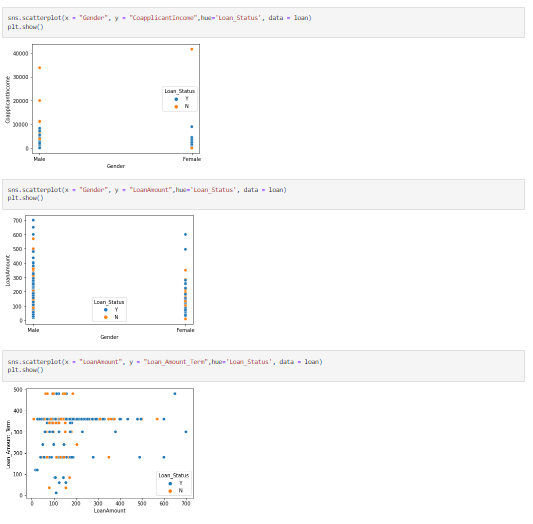 sns.scatterplot(x = "Gender", y = "CoapplicantIncome",hue='Loan_Status', data = loan)
plt.show()
40000
30000
20000
10000
0
CoapplicantIncome
Loan_Status
Y
N
Male
Female
Gender
sns.scatterplot(x = "Gender", y = "LoanAmount",hue='Loan_Status', data = loan)
plt.show()
700
600
500
400
300
200
100
0
LoanAmount
Loan_Status
Y
N
Male
Female
Gender
sns.scatterplot(x = "LoanAmount", y = "Loan_Amount_Term",hue='Loan_Status', data = loan)
plt.show()
500
400
300
200
100
0
Loan_Amount_Term
Loan_Status
Y
N
0 100 200 300 400 500 600 700
LoanAmount